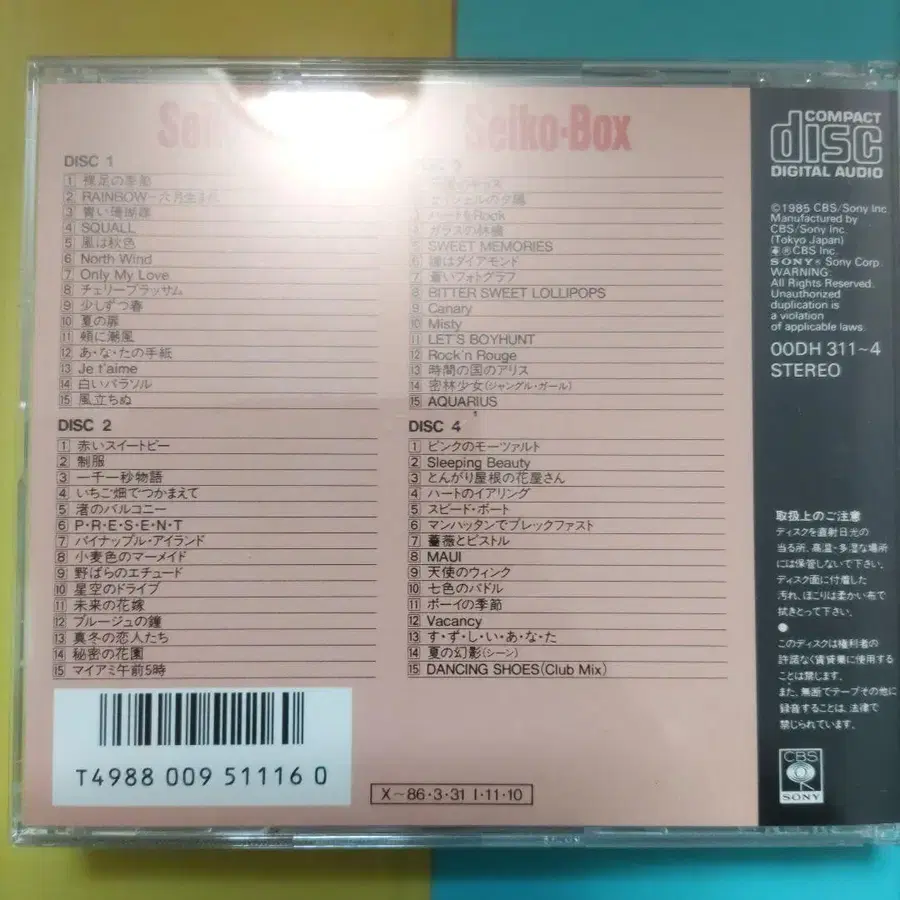 Seiko-Box
DISC 1
1 裸足の季節
2 RAINBOW〜六月生まれ
3 青い珊瑚礁
4 SQUALL
5 風は秋色
6 North Wind
7 Only My Love
8 チェリーブラッサム
9 少しずつ春
10 夏の扉
11 頬に潮風
12 あ・な・たの手紙
13 Je t'aime
14 白いパラソル
15 風立ちぬ
DISC 2
1 赤いスイートピー
2 制服
3 一千一秒物語
4 いちご畑でつかまえて
5 渚のバルコニー
6 P・R・E・S・E・N・T
7 パイナップル・アイランド
8 小麦色のマーメイド
9 野ばらのエチュード
10 星空のドライブ
11 未来の花嫁
12 ブルージュの鐘
13 真冬の恋人たち
14 秘密の花園
15 マイアミ午前5時
2 セイシェルの夕陽
3 ハートをRock
4 ガラスの林檎
5 SWEET MEMORIES
6 瞳はダイアモンド
7 蒼いフォトグラフ
8 BITTER SWEET LOLLIPOPS
9 Canary
10 Misty
11 LET'S BOYHUNT
12 Rock'n Rouge
13 時間の国のアリス
14 密林少女(ジャングル・ガール)
15 AQUARIUS
DISC 4
1 ピンクのモーツァルト
2 Sleeping Beauty
3 とんがり屋根の花屋さん
4 ハートのイアリング
5 スピード・ボート
6 マンハッタンでブレックファスト
7 薔薇とピストル
8 MAUI
9 天使のウィンク
10 七色のパドル
11 ボーイの季節
12 Vacancy
13 す・ず・し・い・あ・な・た
14 夏の幻影(シーン)
15 DANCING SHOES(Club Mix)
T4988 009 51116 0
X〜86・3・31 I・11・10
COMPACT
disc
DIGITAL AUDIO
©1985 CBS/Sony Inc
Manufactured by
CBS/Sony Inc.
(Tokyo Japan)
CBS Inc.
SONY® Sony Corp.
WARNING:
All Rights Reserved.
Unauthorized
duplication is
a violation
of applicable laws.
00DH 311~4
STEREO
取扱上のご注意
ディスクを直射日光の
当る所、高温・多湿な場所
には保管しないで下さい。
ディスク面に付着した
汚れ、ほこりは柔かい布で
拭きとって下さい。
このディスクは権利者の
許諾なく賃貸業に使用する
ことは禁じます。
また、無断でテープその他に
録音することは、法律で
禁じられています。
CBS
SONY